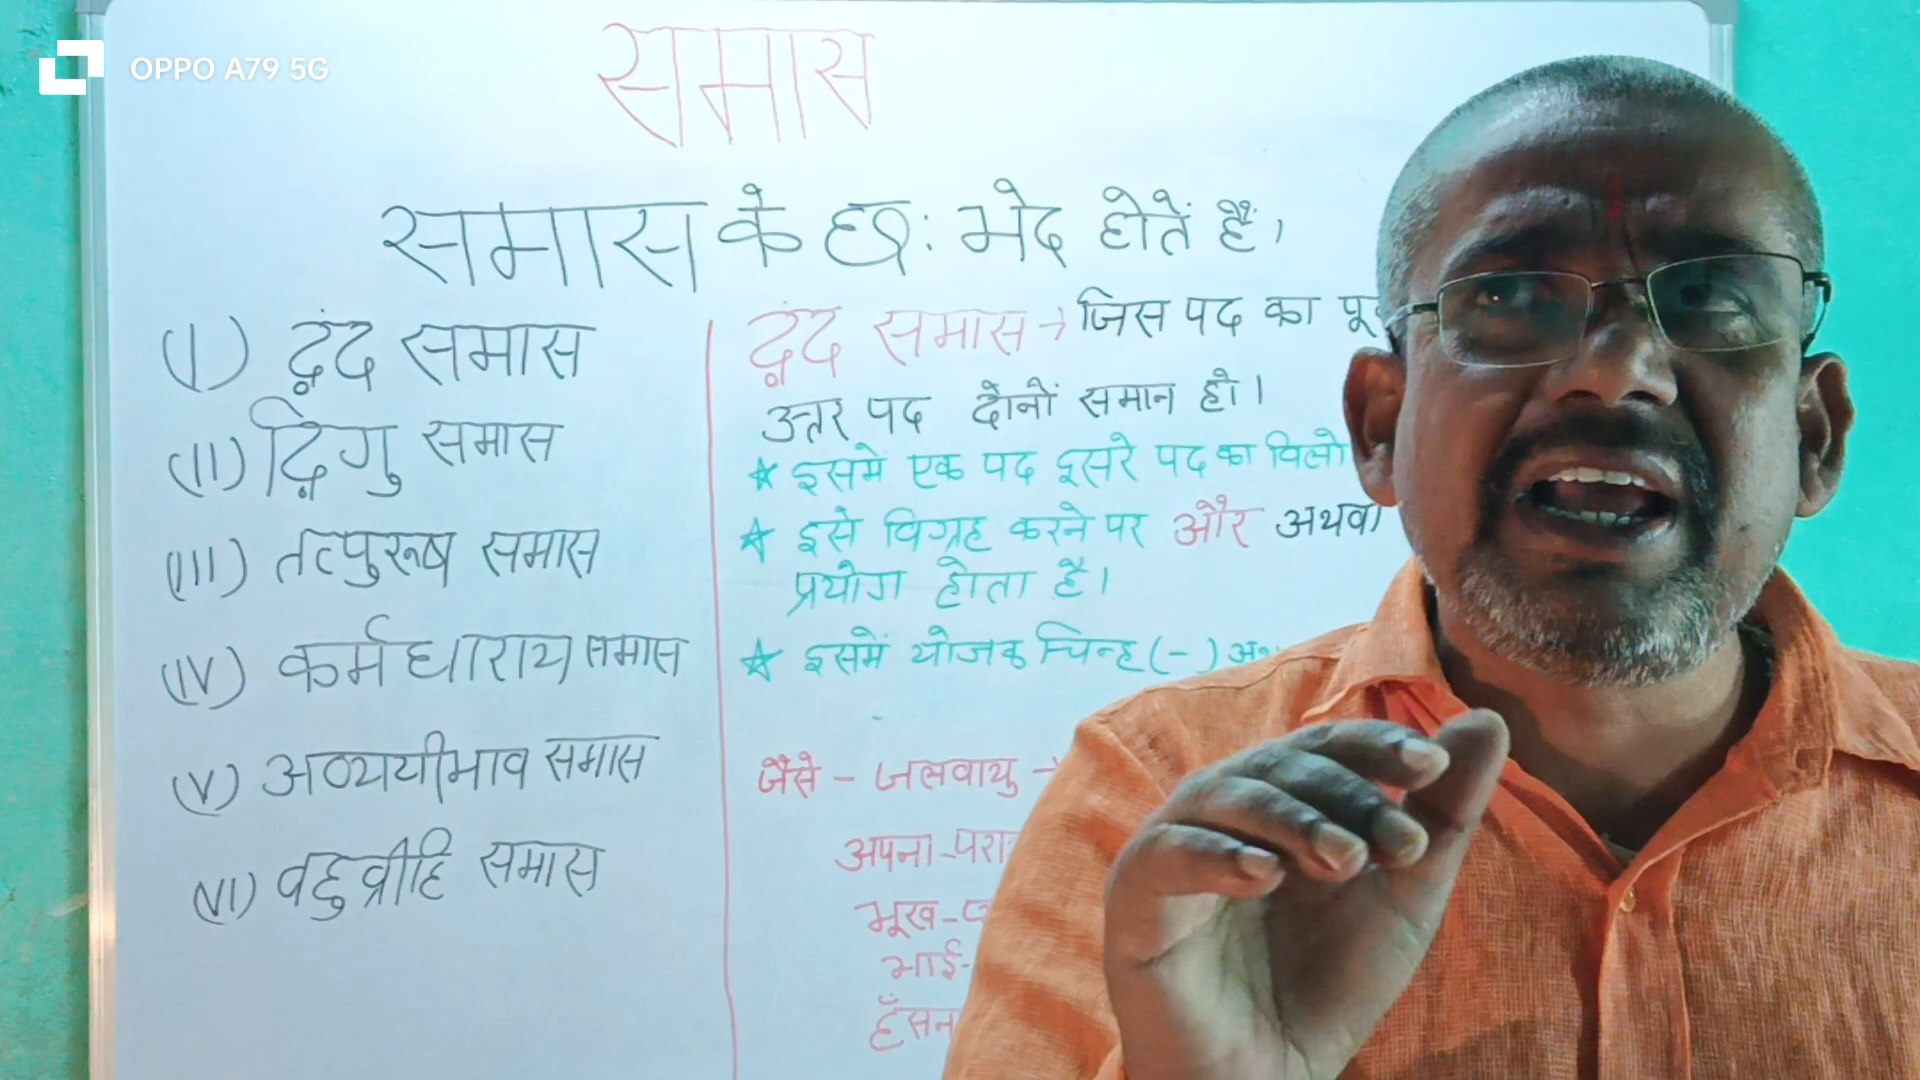 OPPO A79 5G
समास
समास के छः भेद होतें हैं।
(I) द्वंद समास
(II) द्विगु समास
(III) तत्पुरूष समास
(IV) कर्मधाराय समास
(V) अव्ययीभाव समास
(VI) वहुव्रीहि समास
द्वंद समास → जिस पद का
उत्तर पद दोनों समान हो।
★ इसमें एक पद दूसरे पद का
★ इसे विग्रह करने पर और अथवा
प्रयोग होता है।
★ इसमें योजक चिन्ह (-)
जैसे - जलवायु →
अपना-
भूख-
भाई-